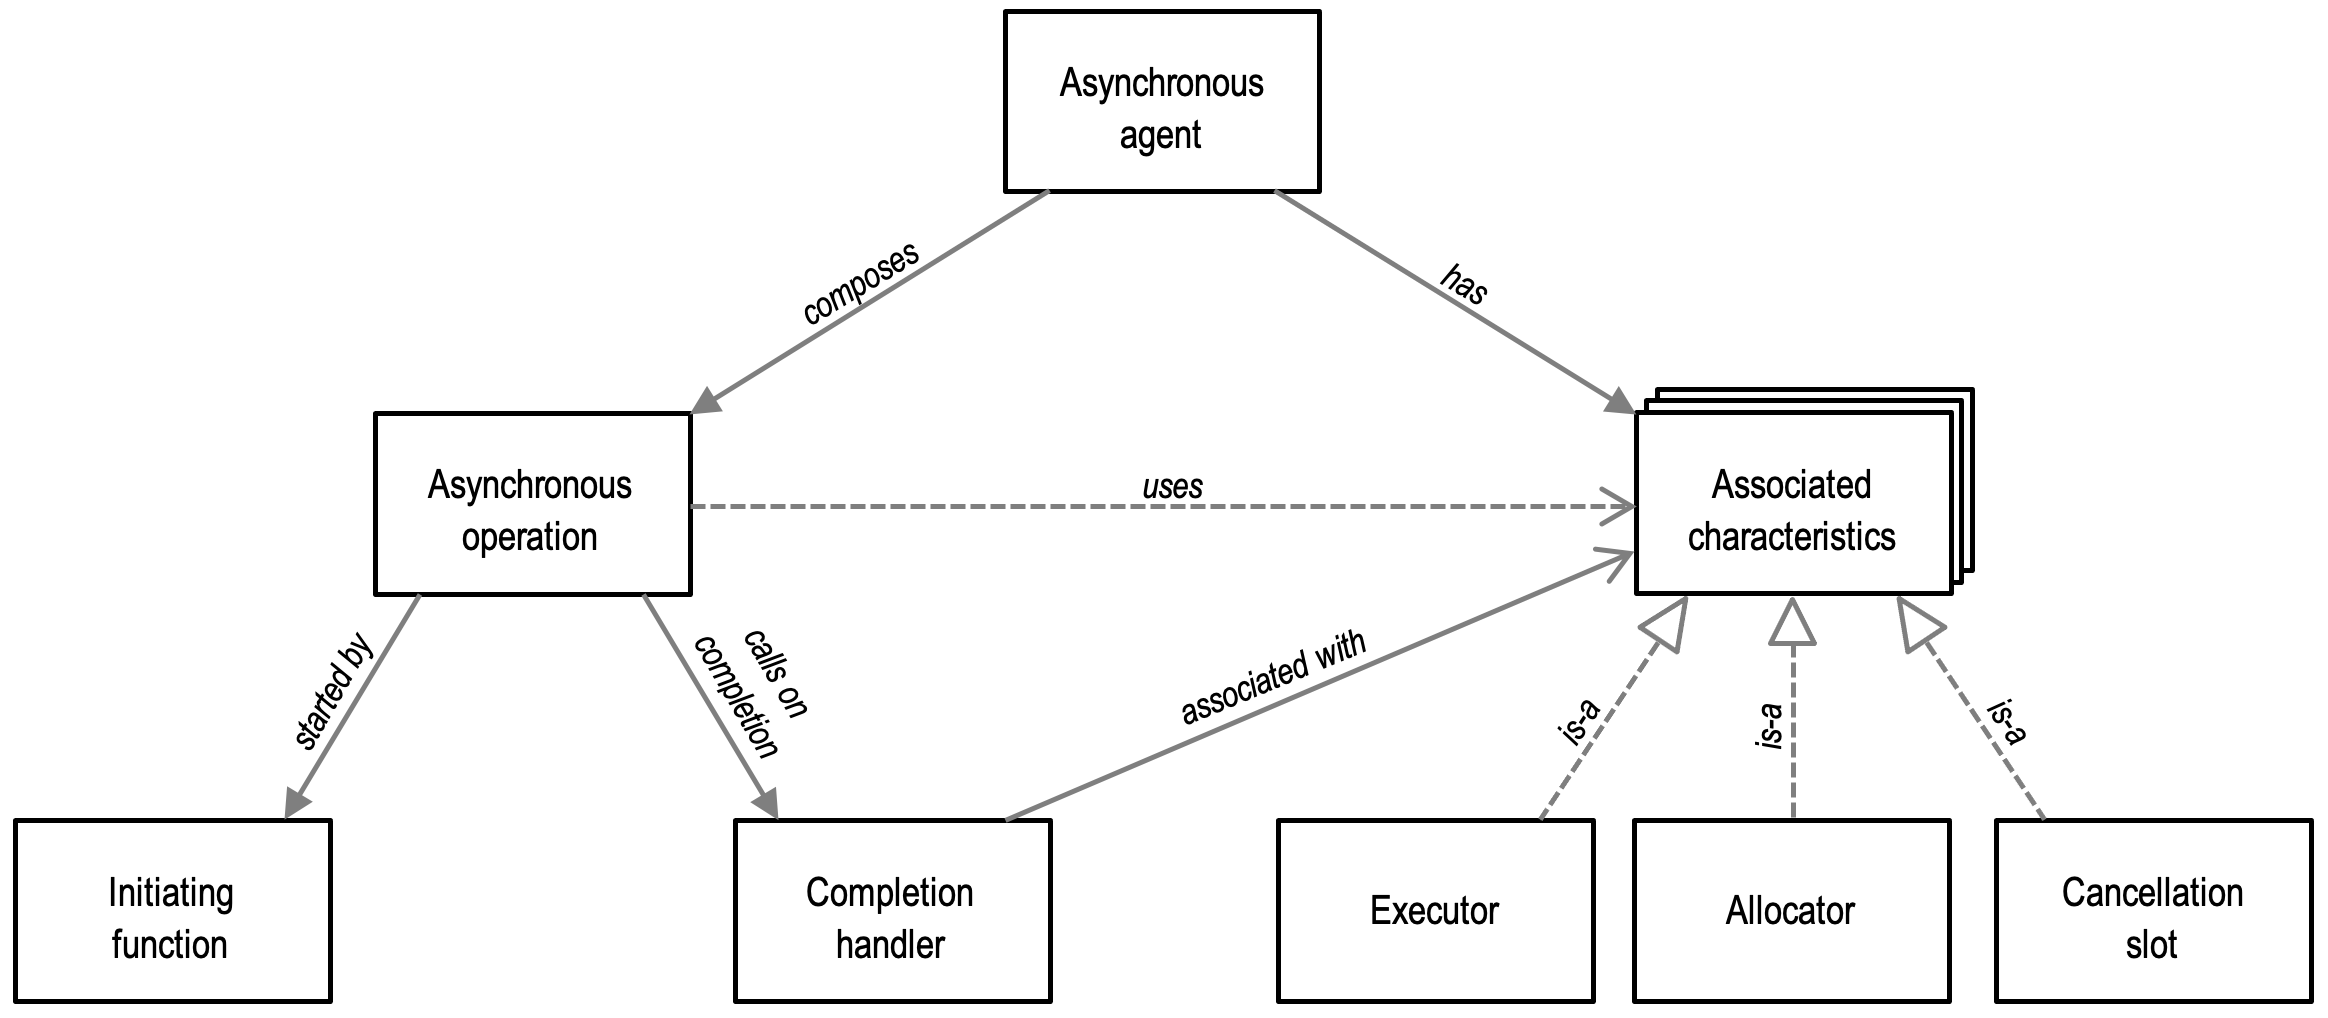 Asynchronous
agent
composes
has
Asynchronous
operation
uses
Associated
characteristics
started by
calls on
completion
associated with
is-a
is-a
is-a
Initiating
function
Completion
handler
Executor
Allocator
Cancellation
slot